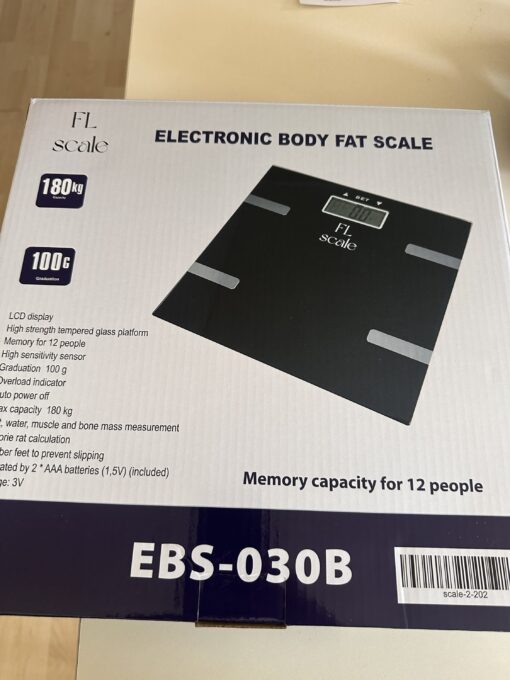 FL
scale
ELECTRONIC BODY FAT SCALE
180kg
Capacity
100G
Graduation
SET
00
FL
scale
LCD display
High strength tempered glass platform
Memory for 12 people
High sensitivity sensor
Graduation 100 g
Overload indicator
uto power off
ax capacity 180 kg
t, water, muscle and bone mass measurement
orie rat calculation
ber feet to prevent slipping
ated by 2 * AAA batteries (1,5V) (included)
ge: 3V
Memory capacity for 12 people
EBS-030B
scale-2-202